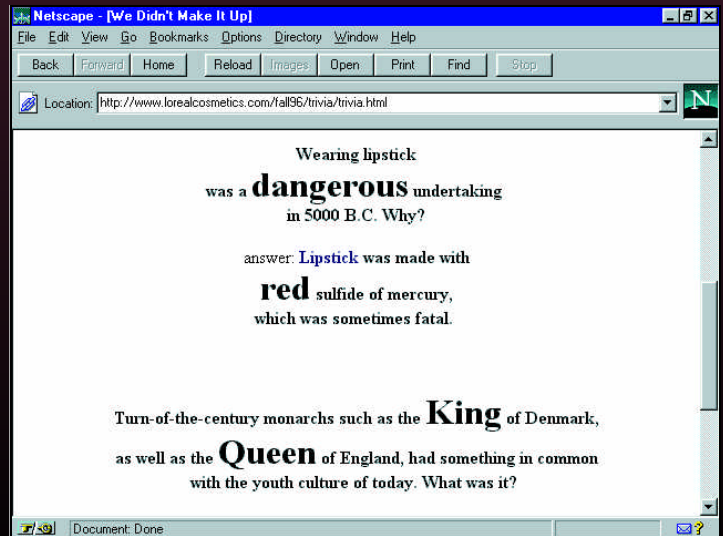 Netscape - [We Didn't Make It Up]
File Edit View Go Bookmarks Options Directory Window Help
Back Forward Home Reload Images Open Print Find Stop
Location: http://www.lorealcosmetics.com/fall96/trivia/trivia.html
N
Wearing lipstick
was a dangerous undertaking
in 5000 B.C. Why?
answer: Lipstick was made with
red sulfide of mercury,
which was sometimes fatal.
Turn-of-the-century monarchs such as the King of Denmark,
as well as the Queen of England, had something in common
with the youth culture of today. What was it?
Document: Done